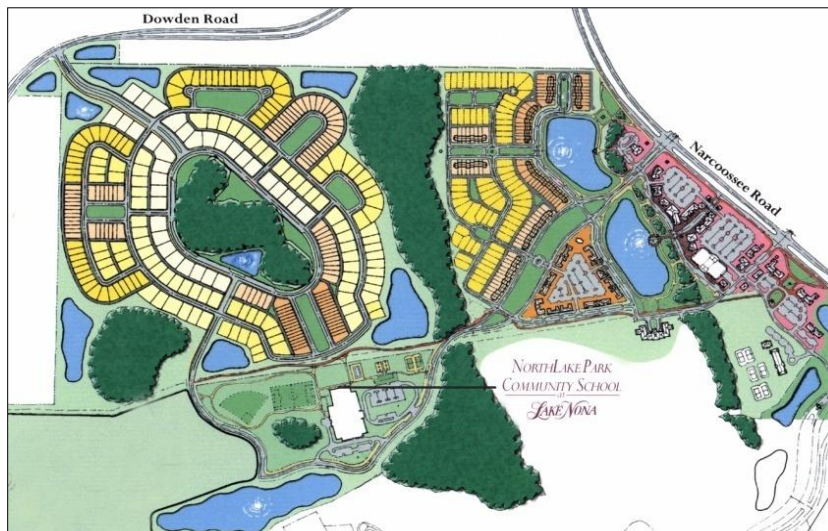 Dowden Road
Narcoossee Road
NORTHLAKE PARK
COMMUNITY SCHOOL
at
LAKE NONA